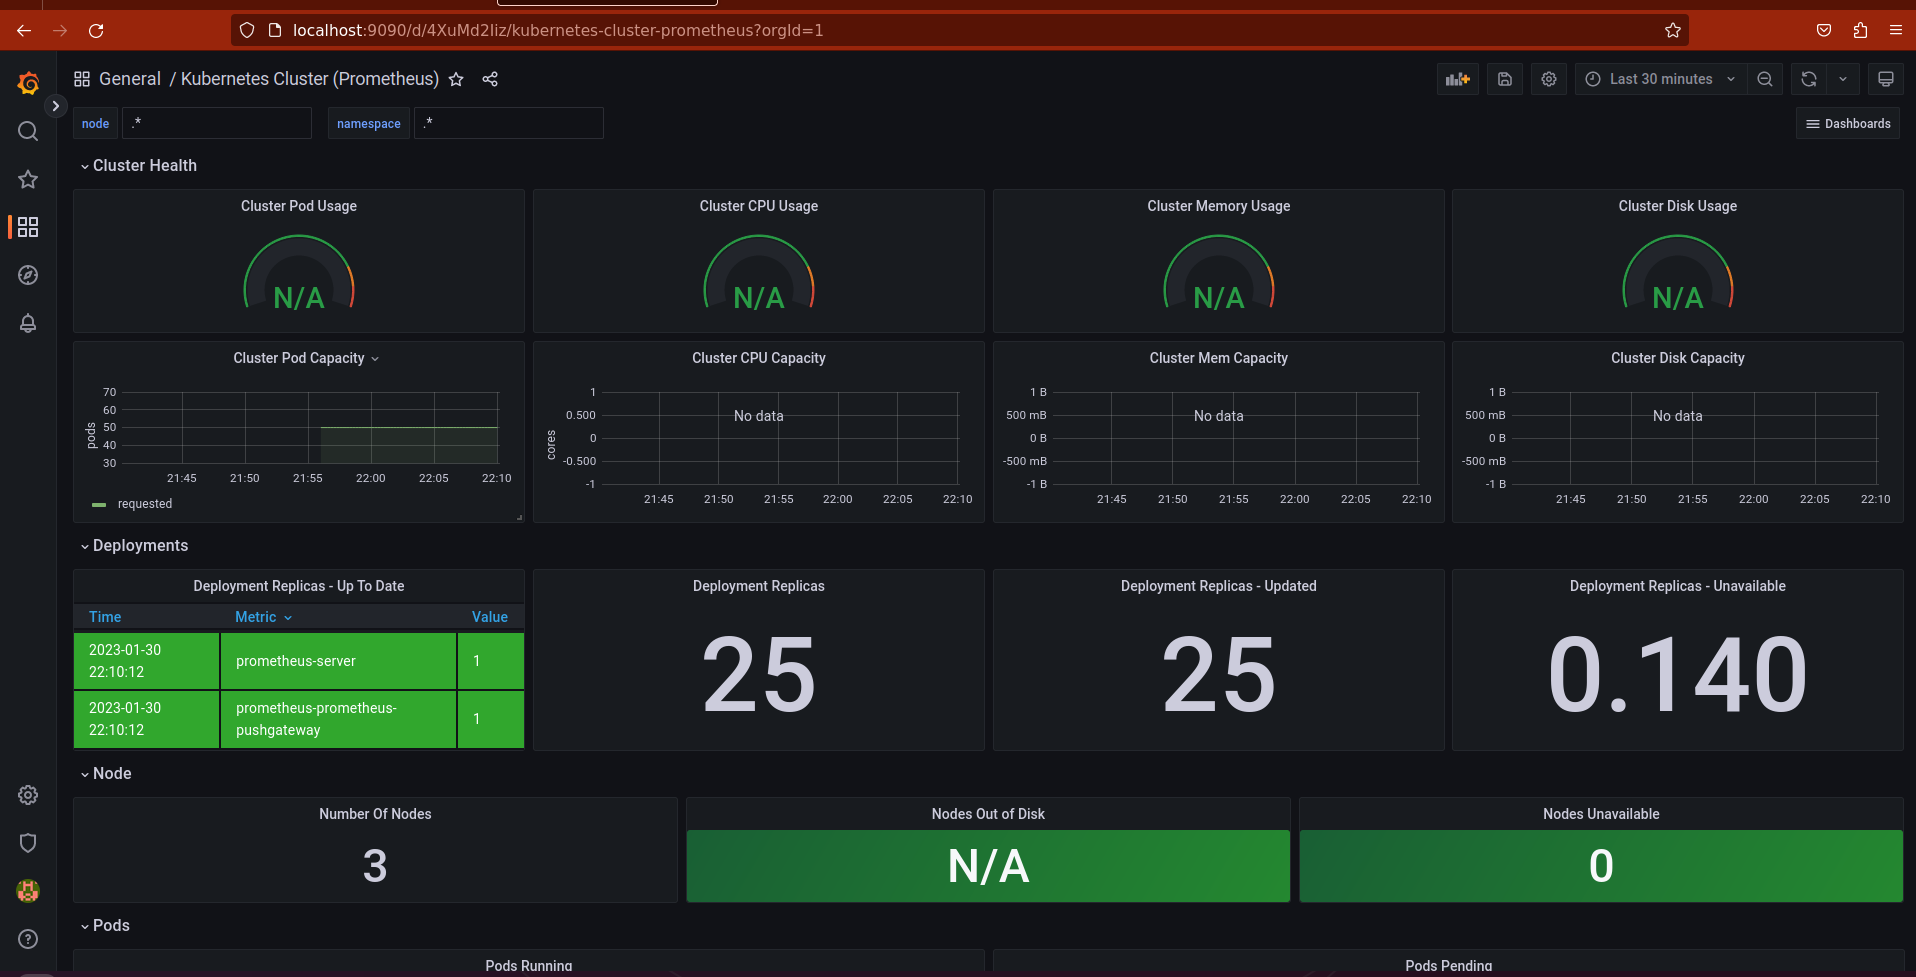 localhost:9090/d/4XuMd2Iiz/kubernetes-cluster-prometheus?orgId=1
General / Kubernetes Cluster (Prometheus)
Last 30 minutes
node .* namespace .*
Dashboards
Cluster Health
Cluster Pod Usage
N/A
Cluster CPU Usage
N/A
Cluster Memory Usage
N/A
Cluster Disk Usage
N/A
Cluster Pod Capacity
pods
70
60
50
40
30
21:45 21:50 21:55 22:00 22:05 22:10
requested
Cluster CPU Capacity
cores
1
0.500
0
-0.500
-1
No data
21:45 21:50 21:55 22:00 22:05 22:10
Cluster Mem Capacity
1 B
500 mB
0 B
-500 mB
-1 B
No data
21:45 21:50 21:55 22:00 22:05 22:10
Cluster Disk Capacity
1 B
500 mB
0 B
-500 mB
-1 B
No data
21:45 21:50 21:55 22:00 22:05 22:10
Deployments
Deployment Replicas - Up To Date
Time Metric Value
2023-01-30
22:10:12
prometheus-server
1
2023-01-30
22:10:12
prometheus-prometheus-
pushgateway
1
Deployment Replicas
25
Deployment Replicas - Updated
25
Deployment Replicas - Unavailable
0.140
Node
Number Of Nodes
3
Nodes Out of Disk
N/A
Nodes Unavailable
0
Pods
Pods Running
Pods Pending